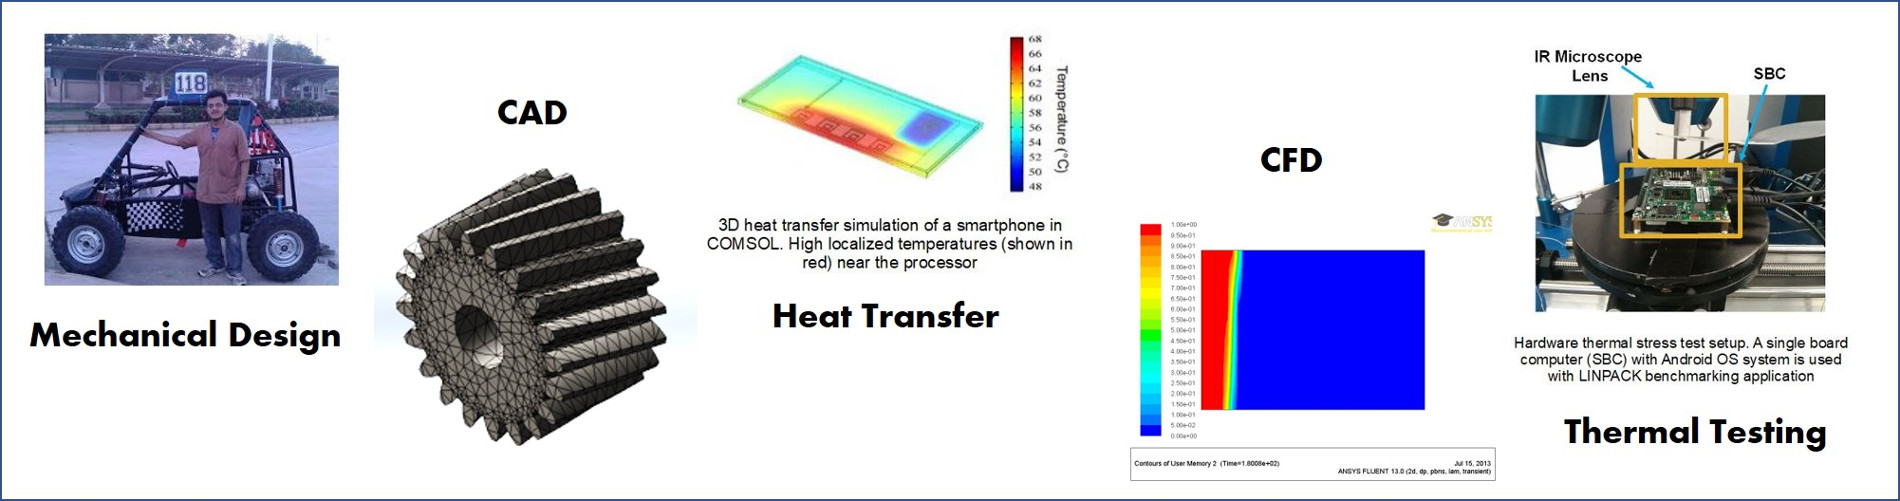 118
Mechanical Design
CAD
68
66
64
62
60
58
56
54
52
50
48
Temperature (°C)
3D heat transfer simulation of a smartphone in
COMSOL. High localized temperatures (shown in
red) near the processor
Heat Transfer
CFD
ANSYS
1.00e+00
9.50e-01
9.00e-01
8.50e-01
8.00e-01
7.50e-01
7.00e-01
6.50e-01
6.00e-01
5.50e-01
5.00e-01
4.50e-01
4.00e-01
3.50e-01
3.00e-01
2.50e-01
2.00e-01
1.50e-01
1.00e-01
5.00e-02
0.00e+00
Contours of User Memory 2 (Time=1.8008e+02)
Jul 15, 2013
ANSYS FLUENT 13.0 (2d, dp, pbns, lam, transient)
IR Microscope
Lens
SBC
Hardware thermal stress test setup. A single board
computer (SBC) with Android OS system is used
with LINPACK benchmarking application
Thermal Testing